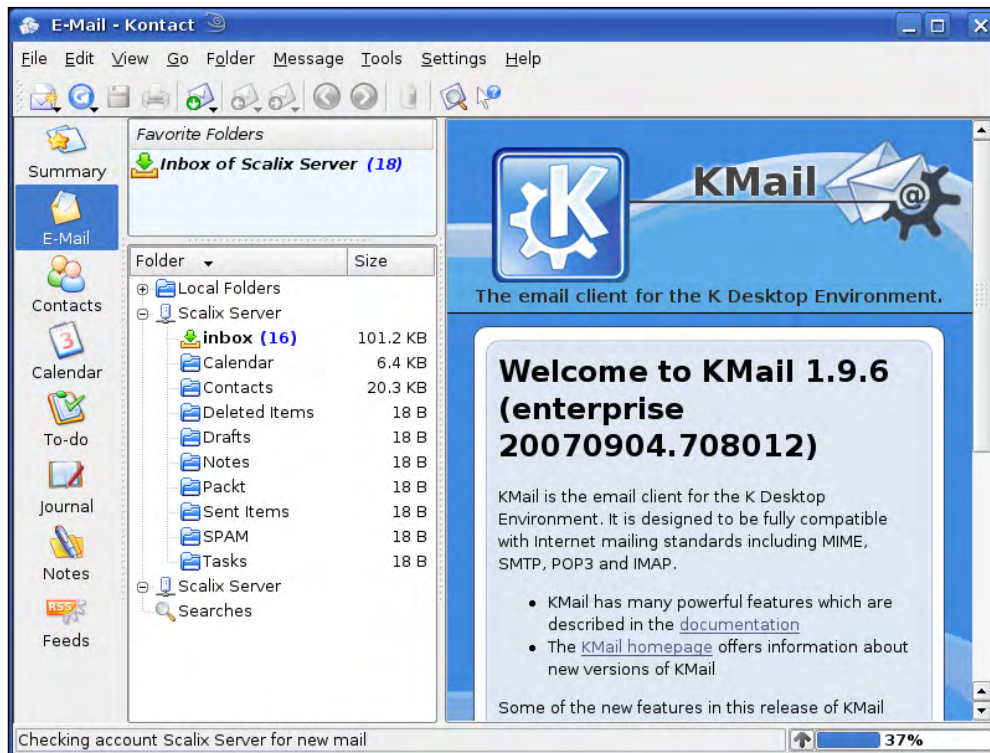 E-Mail - Kontact
File Edit View Go Folder Message Tools Settings Help
Summary
E-Mail
Contacts
3
Calendar
To-do
Journal
Notes
RSS
Feeds
Favorite Folders
Inbox of Scalix Server (18)
Folder Size
Local Folders
Scalix Server
inbox (16) 101.2 KB
Calendar 6.4 KB
Contacts 20.3 KB
Deleted Items 18 B
Drafts 18 B
Notes 18 B
Packt 18 B
Sent Items 18 B
SPAM 18 B
Tasks 18 B
Scalix Server
Searches
K
KMail
@
The email client for the K Desktop Environment.
Welcome to KMail 1.9.6
(enterprise
20070904.708012)
KMail is the email client for the K Desktop
Environment. It is designed to be fully compatible
with Internet mailing standards including MIME,
SMTP, POP3 and IMAP.
• KMail has many powerful features which are
described in the documentation
• The KMail homepage offers information about
new versions of KMail
Some of the new features in this release of KMail
Checking account Scalix Server for new mail
37%